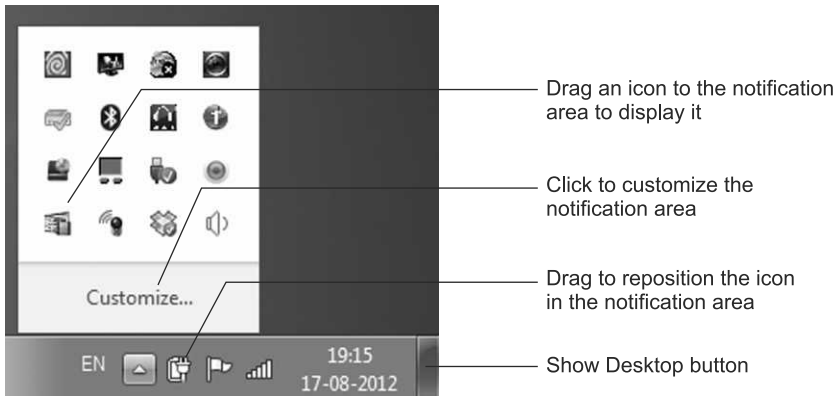 Drag an icon to the notification
area to display it
Click to customize the
notification area
Customize...
Drag to reposition the icon
in the notification area
EN
19:15
17-08-2012
Show Desktop button